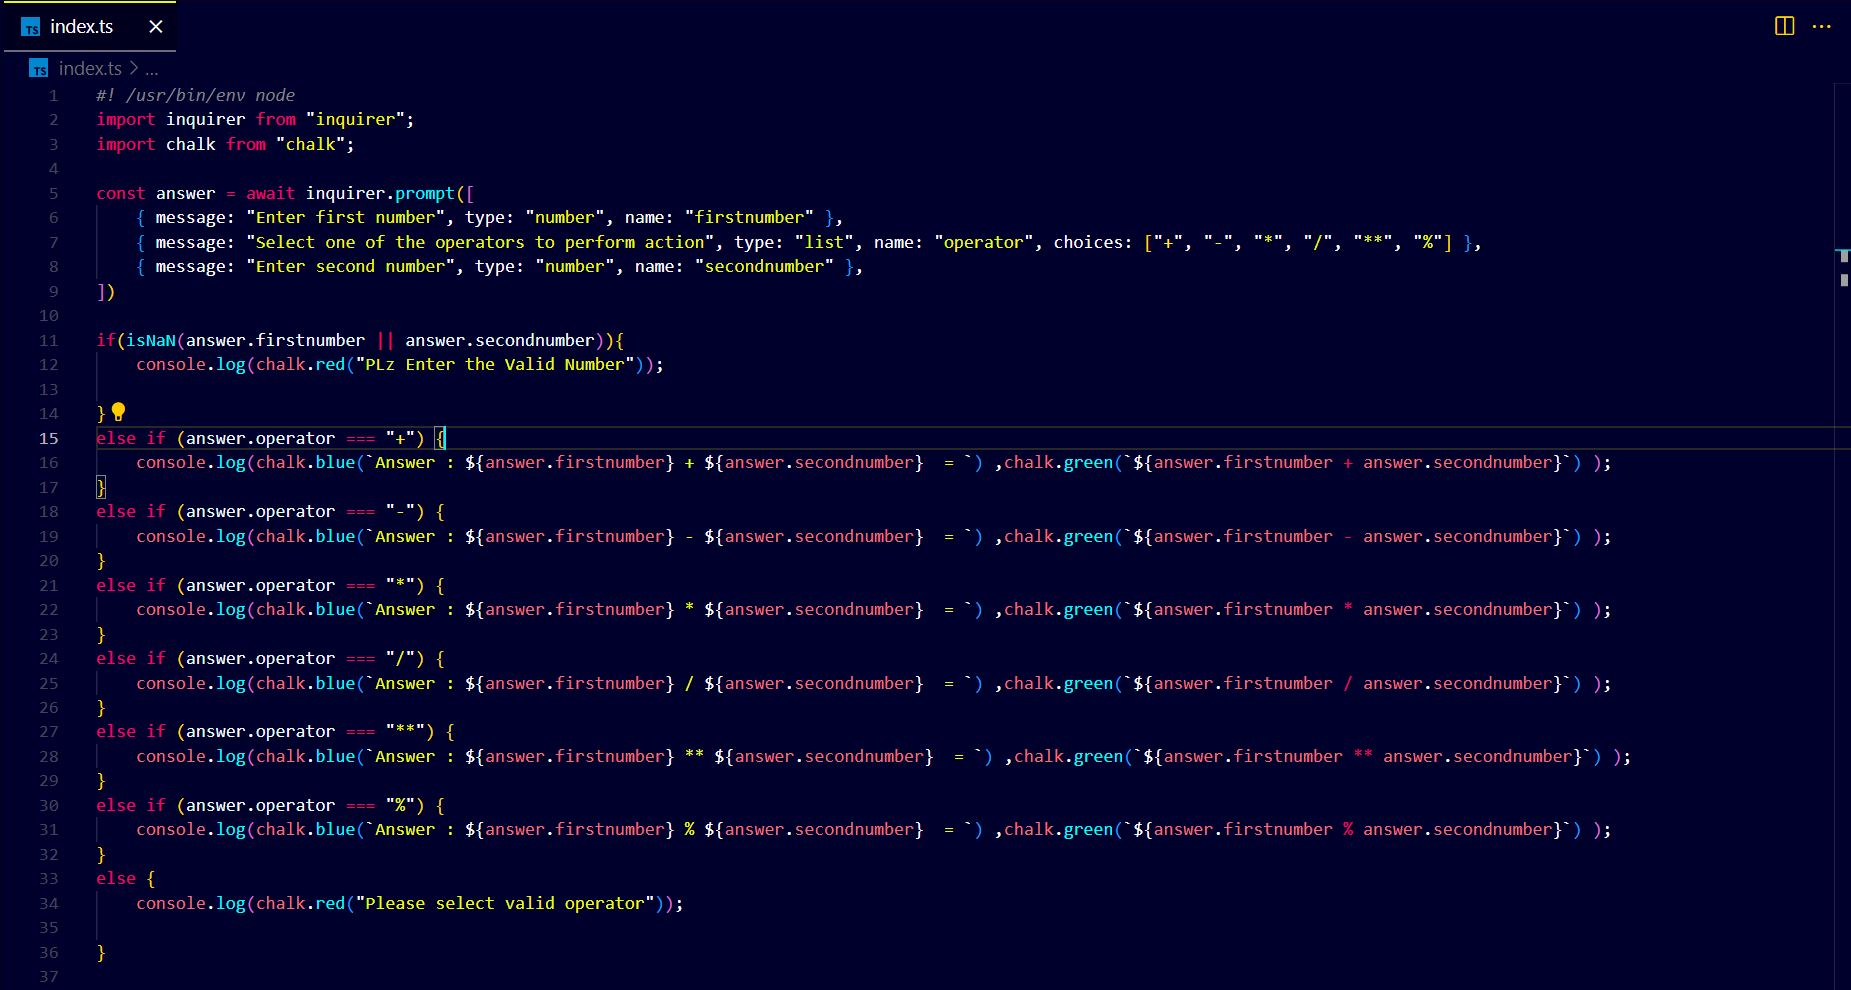 TS index.ts ×
TS index.ts > ...
1 #! /usr/bin/env node
2 import inquirer from "inquirer";
3 import chalk from "chalk";
4
5 const answer = await inquirer.prompt([
6     { message: "Enter first number", type: "number", name: "firstnumber" },
7     { message: "Select one of the operators to perform action", type: "list", name: "operator", choices: ["+", "-", "*", "/", "**", "%"] },
8     { message: "Enter second number", type: "number", name: "secondnumber" },
9 ])
10
11 if(isNaN(answer.firstnumber || answer.secondnumber)){
12     console.log(chalk.red("PLz Enter the Valid Number"));
13
14 }
15 else if (answer.operator === "+") {
16     console.log(chalk.blue(`Answer : ${answer.firstnumber} + ${answer.secondnumber}  = `) ,chalk.green(`${answer.firstnumber + answer.secondnumber}`) );
17 }
18 else if (answer.operator === "-") {
19     console.log(chalk.blue(`Answer : ${answer.firstnumber} - ${answer.secondnumber}  = `) ,chalk.green(`${answer.firstnumber - answer.secondnumber}`) );
20 }
21 else if (answer.operator === "*") {
22     console.log(chalk.blue(`Answer : ${answer.firstnumber} * ${answer.secondnumber}  = `) ,chalk.green(`${answer.firstnumber * answer.secondnumber}`) );
23 }
24 else if (answer.operator === "/") {
25     console.log(chalk.blue(`Answer : ${answer.firstnumber} / ${answer.secondnumber}  = `) ,chalk.green(`${answer.firstnumber / answer.secondnumber}`) );
26 }
27 else if (answer.operator === "**") {
28     console.log(chalk.blue(`Answer : ${answer.firstnumber} ** ${answer.secondnumber}  = `) ,chalk.green(`${answer.firstnumber ** answer.secondnumber}`) );
29 }
30 else if (answer.operator === "%") {
31     console.log(chalk.blue(`Answer : ${answer.firstnumber} % ${answer.secondnumber}  = `) ,chalk.green(`${answer.firstnumber % answer.secondnumber}`) );
32 }
33 else {
34     console.log(chalk.red("Please select valid operator"));
35
36 }
37